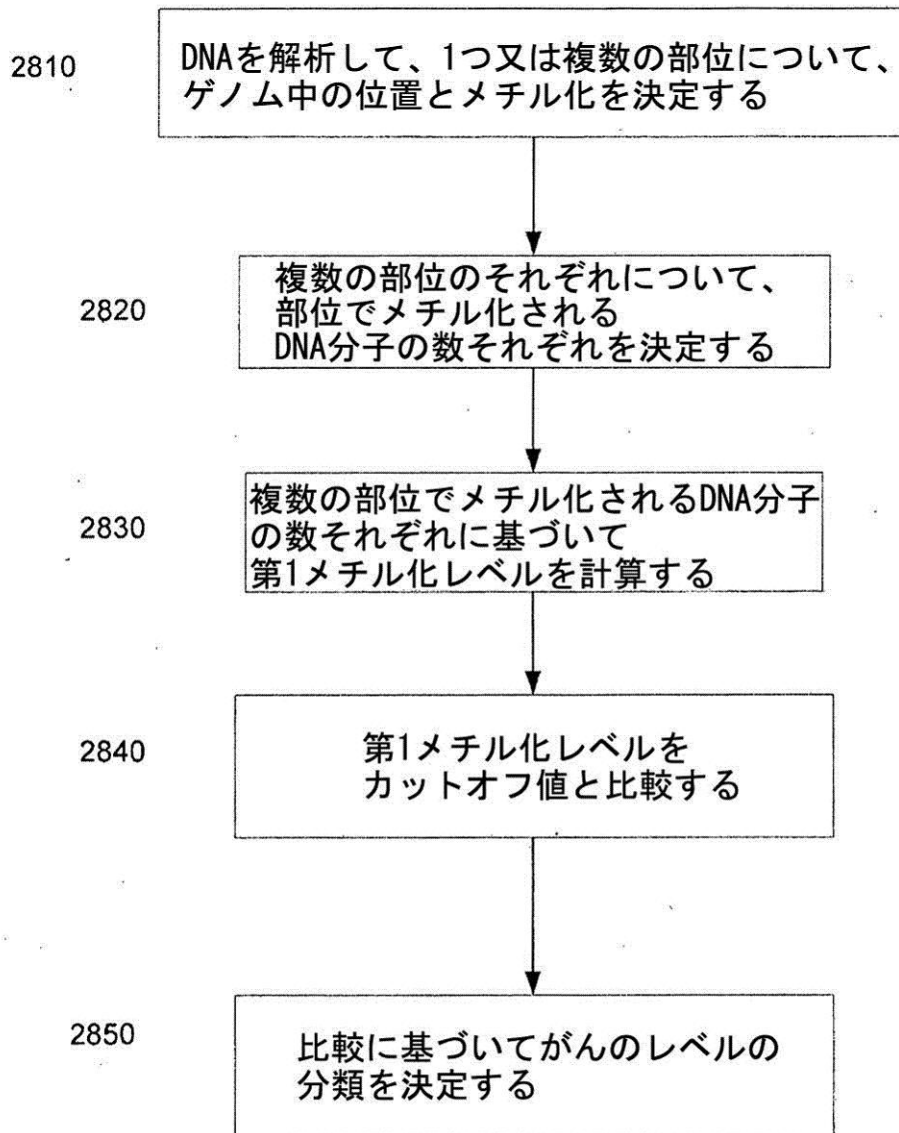 2810
DNAを解析して、1つ又は複数の部位について、
ゲノム中の位置とメチル化を決定する
2820
複数の部位のそれぞれについて、
部位でメチル化される
DNA分子の数それぞれを決定する
2830
複数の部位でメチル化されるDNA分子
の数それぞれに基づいて
第1メチル化レベルを計算する
2840
第1メチル化レベルを
カットオフ値と比較する
2850
比較に基づいてがんのレベルの
分類を決定する